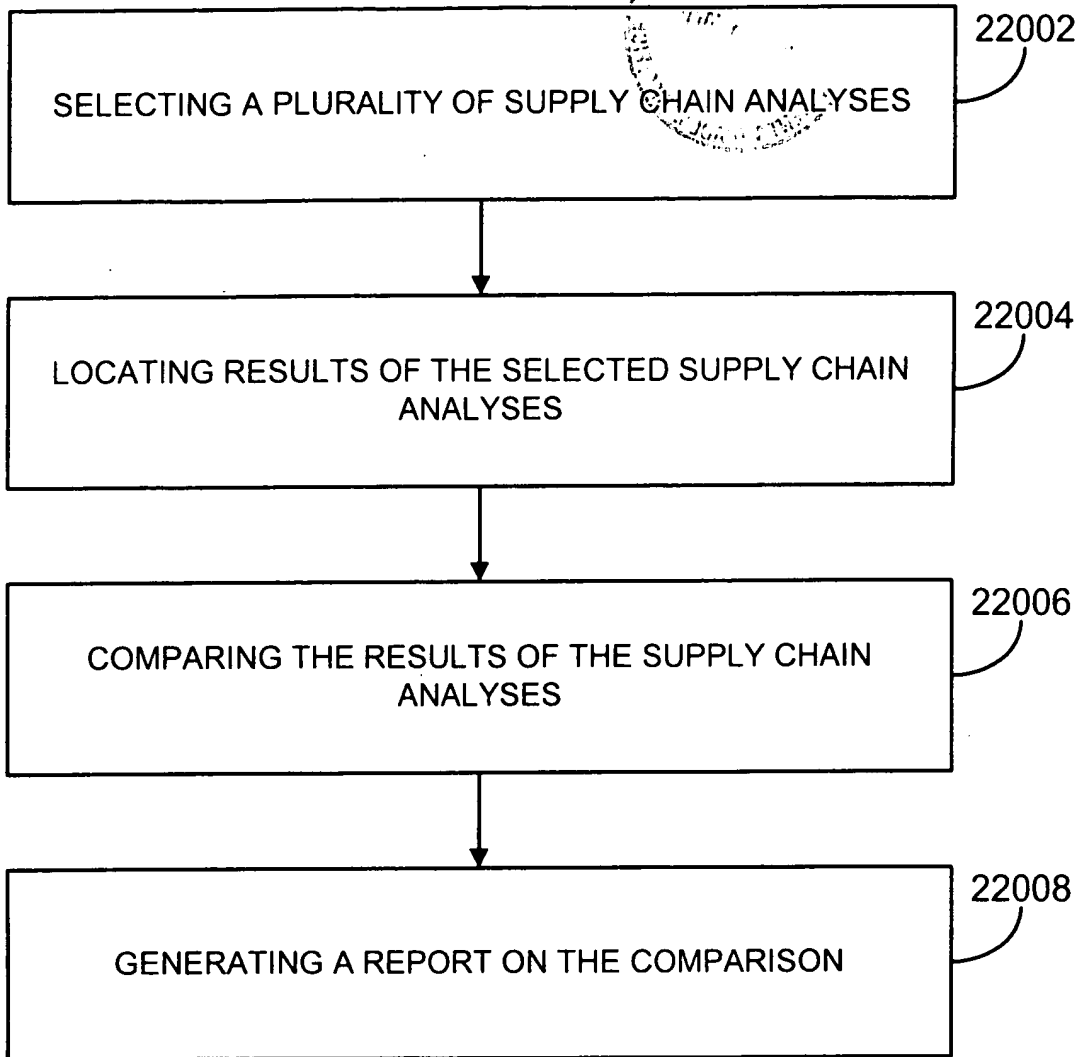 22002
SELECTING A PLURALITY OF SUPPLY CHAIN ANALYSES
22004
LOCATING RESULTS OF THE SELECTED SUPPLY CHAIN
ANALYSES
22006
COMPARING THE RESULTS OF THE SUPPLY CHAIN
ANALYSES
22008
GENERATING A REPORT ON THE COMPARISON